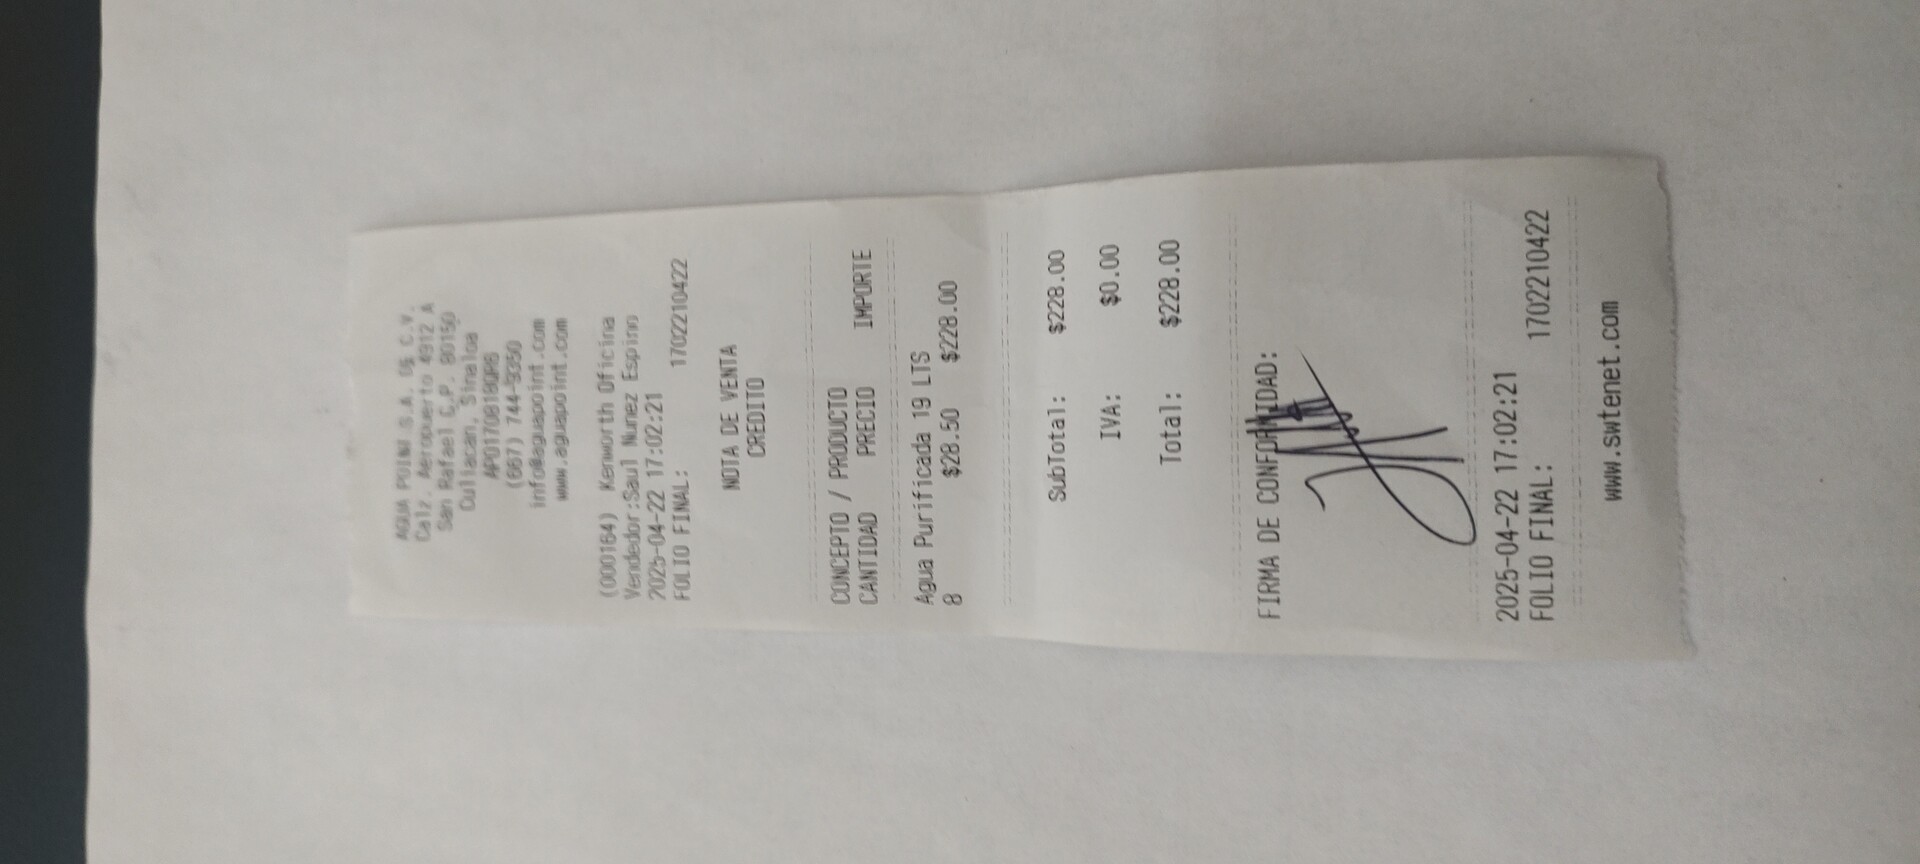 AGUA POINT S.A. DE C.V.
Calz. Aeropuerto 4912 A
San Rafael C.P. 80150
Culiacan, Sinaloa
(667) 744-9350
info@aguapoint.com
www.aguapoint.com
(000164) Kenworth Oficina
Vendedor:Saul Nunez Espino
2025-04-22 17:02:21
FOLIO FINAL: 1702210422
NOTA DE VENTA
CREDITO
CONCEPTO / PRODUCTO
CANTIDAD PRECIO IMPORTE
Agua Purificada 19 LTS
8 $28.50 $228.00
SubTotal: $228.00
IVA: $0.00
Total: $228.00
FIRMA DE CONFORMIDAD:
2025-04-22 17:02:21
FOLIO FINAL: 1702210422
www.swtenet.com